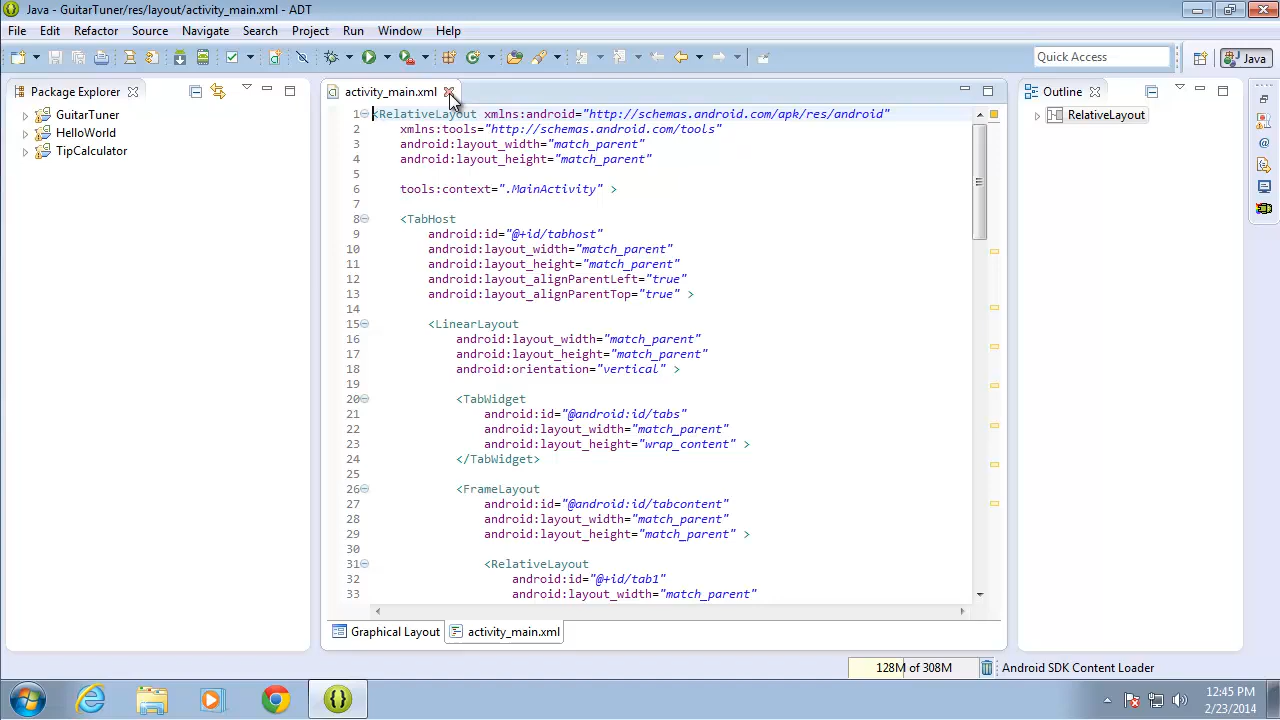 Java - GuitarTuner/res/layout/activity_main.xml - ADT
File Edit Refactor Source Navigate Search Project Run Window Help
Quick Access
Java
Package Explorer
GuitarTuner
HelloWorld
TipCalculator
activity_main.xml
1 <RelativeLayout xmlns:android="http://schemas.android.com/apk/res/android"
2 xmlns:tools="http://schemas.android.com/tools"
3 android:layout_width="match_parent"
4 android:layout_height="match_parent"
5
6 tools:context=".MainActivity" >
7
8 <TabHost
9 android:id="@+id/tabhost"
10 android:layout_width="match_parent"
11 android:layout_height="match_parent"
12 android:layout_alignParentLeft="true"
13 android:layout_alignParentTop="true" >
14
15 <LinearLayout
16 android:layout_width="match_parent"
17 android:layout_height="match_parent"
18 android:orientation="vertical" >
19
20 <TabWidget
21 android:id="@android:id/tabs"
22 android:layout_width="match_parent"
23 android:layout_height="wrap_content" >
24 </TabWidget>
25
26 <FrameLayout
27 android:id="@android:id/tabcontent"
28 android:layout_width="match_parent"
29 android:layout_height="match_parent" >
30
31 <RelativeLayout
32 android:id="@+id/tab1"
33 android:layout_width="match_parent"
Graphical Layout
activity_main.xml
Outline
RelativeLayout
128M of 308M
Android SDK Content Loader
12:45 PM
2/23/2014